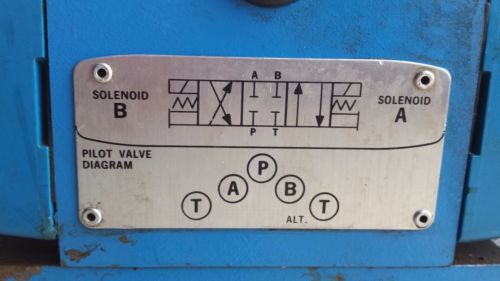 A B
SOLENOID
B
SOLENOID
A
P T
PILOT VALVE
DIAGRAM
P
A B
T T
ALT.